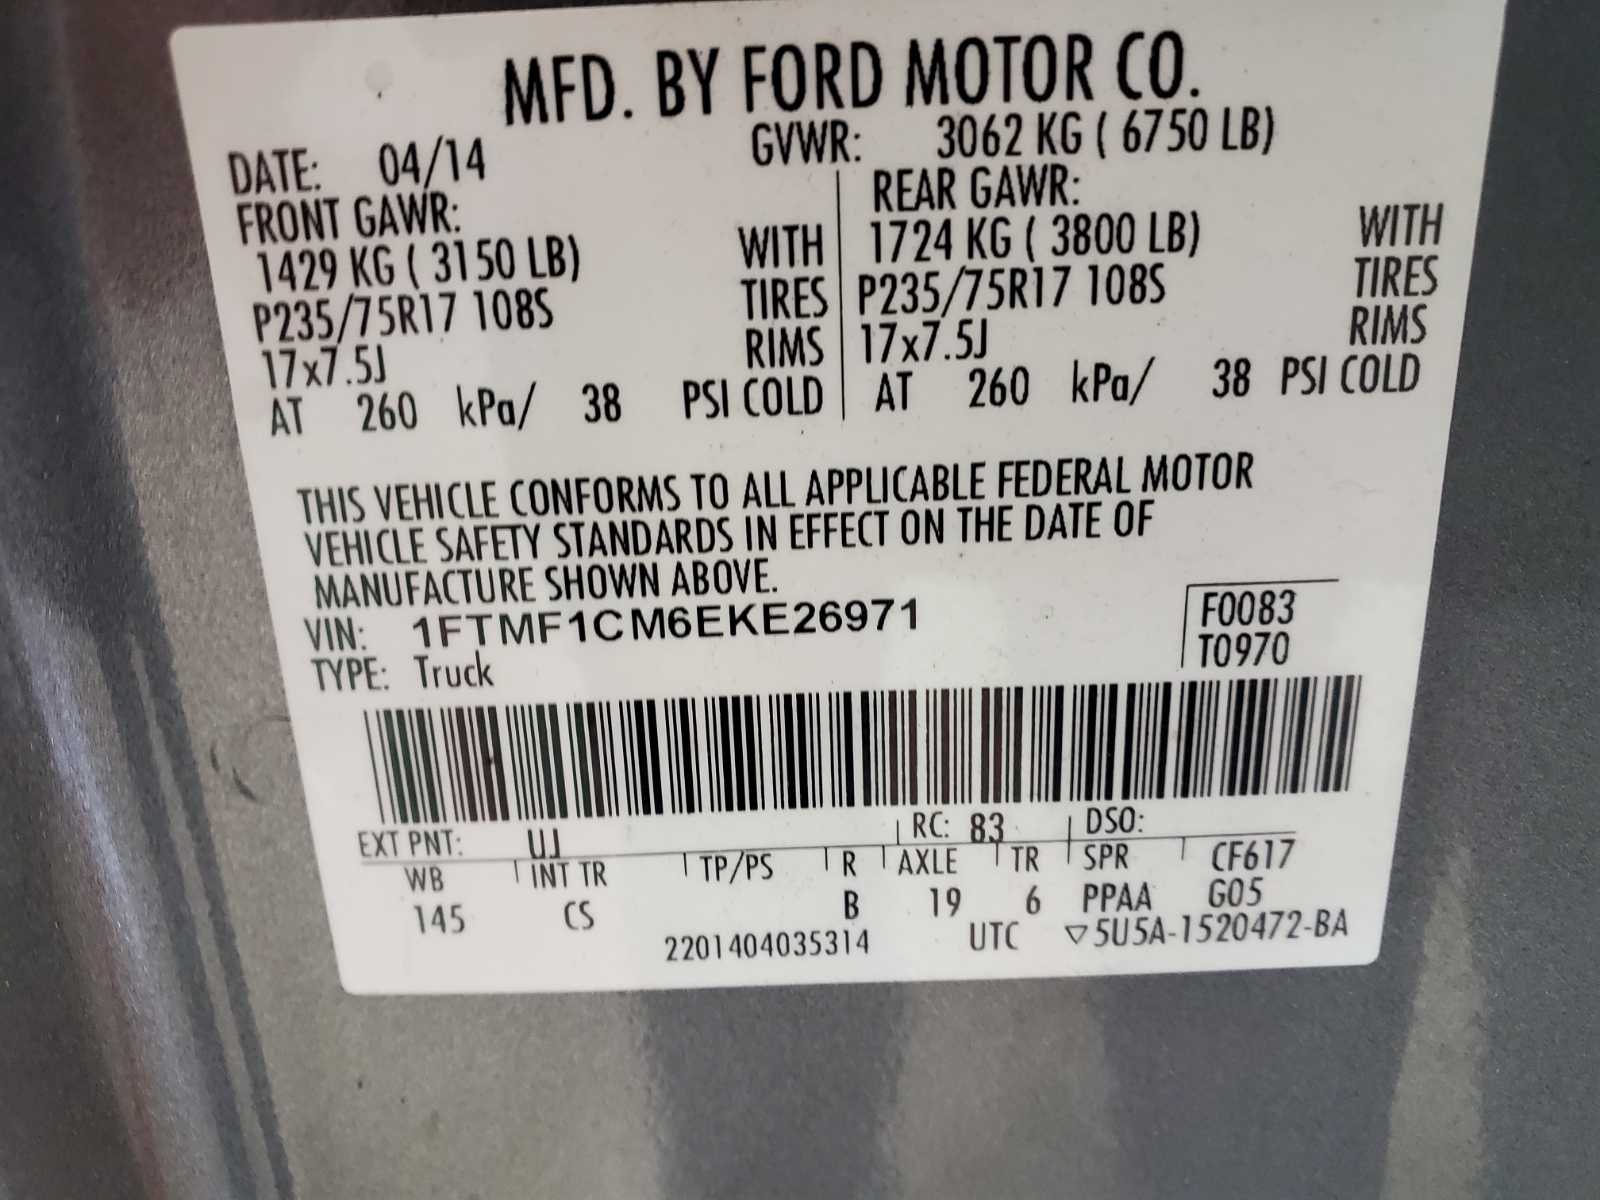 MFD. BY FORD MOTOR CO.
DATE: 04/14 GVWR: 3062 KG ( 6750 LB)
FRONT GAWR: REAR GAWR:
1429 KG ( 3150 LB) WITH 1724 KG ( 3800 LB) WITH
P235/75R17 108S TIRES P235/75R17 108S TIRES
17x7.5J RIMS 17x7.5J RIMS
AT 260 kPa/ 38 PSI COLD AT 260 kPa/ 38 PSI COLD
THIS VEHICLE CONFORMS TO ALL APPLICABLE FEDERAL MOTOR
VEHICLE SAFETY STANDARDS IN EFFECT ON THE DATE OF
MANUFACTURE SHOWN ABOVE.
VIN: 1FTMF1CM6EKE26971 F0083
TYPE: Truck T0970
EXT PNT: UJ RC: 83 DSO:
WB INT TR TP/PS R AXLE TR SPR CF617
145 CS B 19 6 PPAA G05
2201404035314 UTC ▽5U5A-1520472-BA